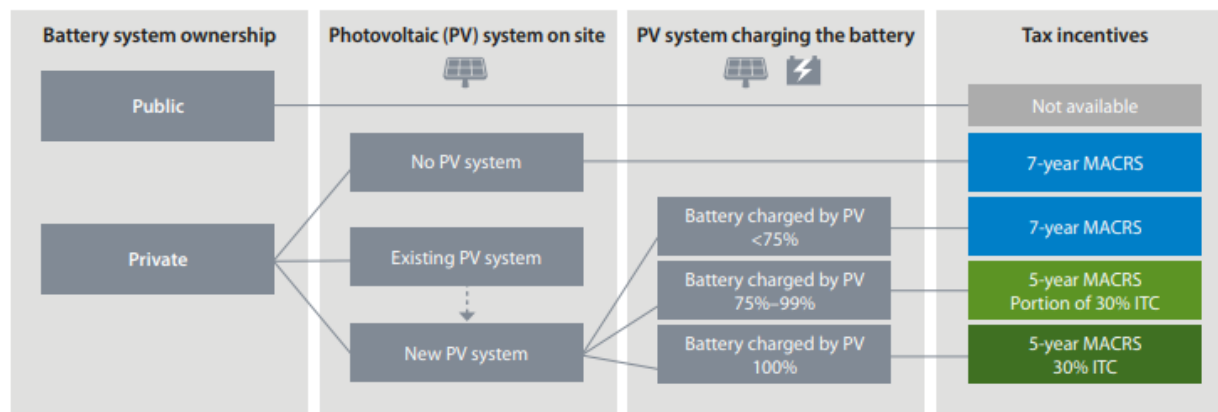 Battery system ownership
Photovoltaic (PV) system on site
PV system charging the battery
Tax incentives
Public
Not available
No PV system
7-year MACRS
Private
Existing PV system
New PV system
Battery charged by PV
<75%
7-year MACRS
Battery charged by PV
75%–99%
5-year MACRS
Portion of 30% ITC
Battery charged by PV
100%
5-year MACRS
30% ITC